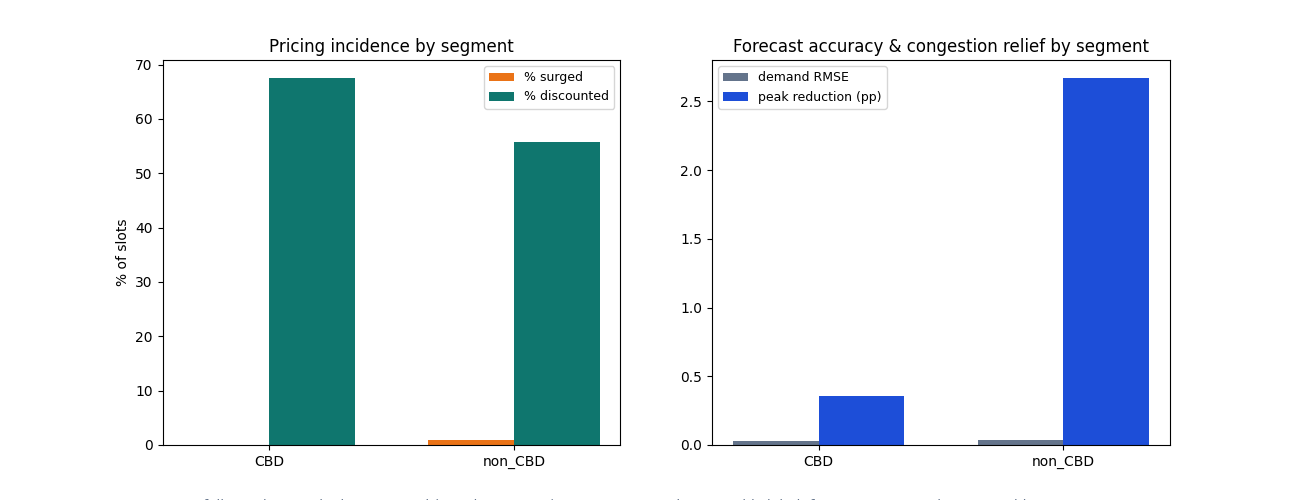 Pricing incidence by segment
Forecast accuracy & congestion relief by segment
% surged
% discounted
demand RMSE
peak reduction (pp)
% of slots
70
60
50
40
30
20
10
0
2.5
2.0
1.5
1.0
0.5
0.0
CBD
non_CBD
CBD
non_CBD